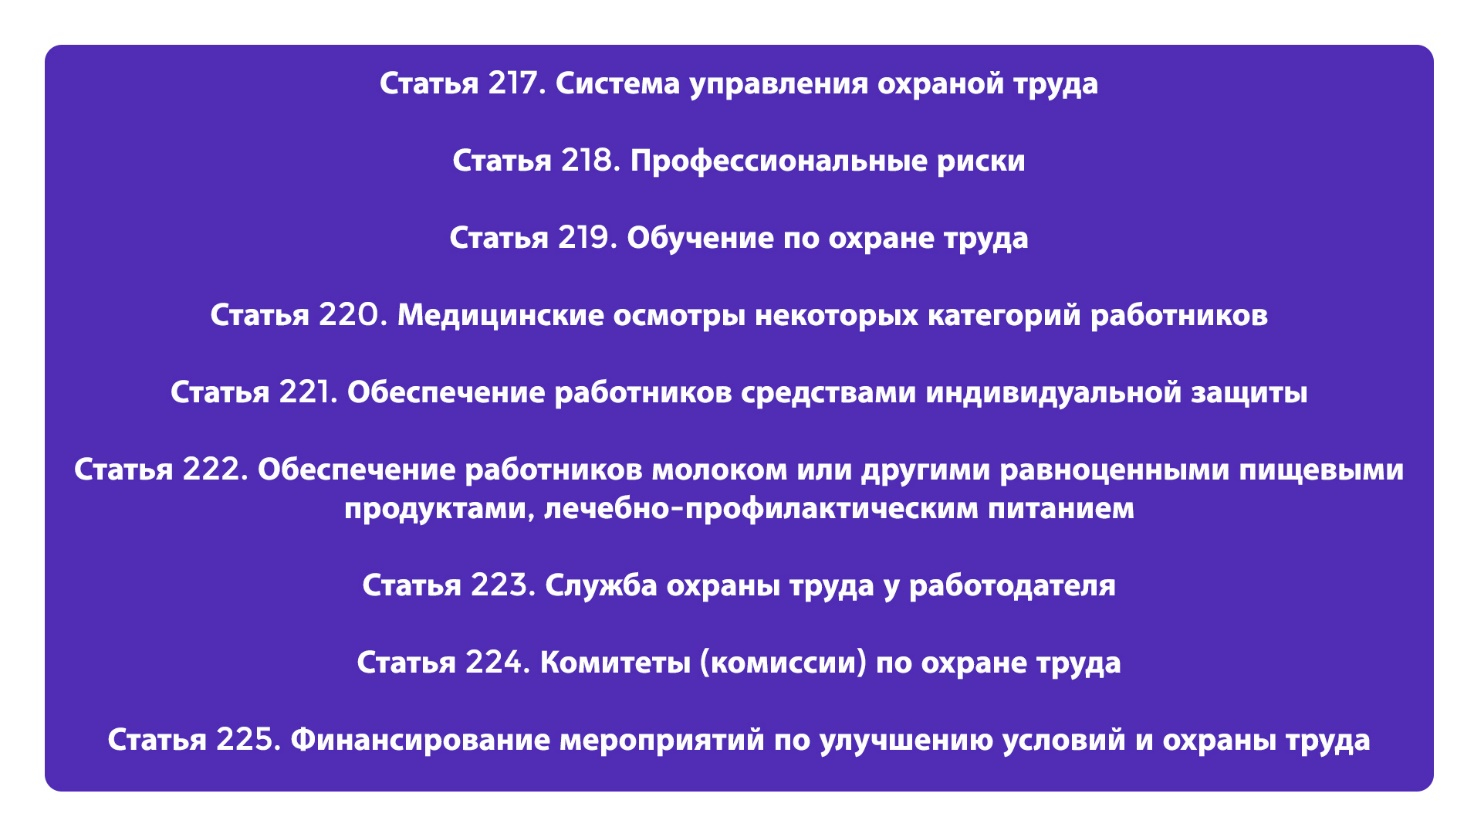 Статья 217. Система управления охраной труда
Статья 218. Профессиональные риски
Статья 219. Обучение по охране труда
Статья 220. Медицинские осмотры некоторых категорий работников
Статья 221. Обеспечение работников средствами индивидуальной защиты
Статья 222. Обеспечение работников молоком или другими равноценными пищевыми
продуктами, лечебно-профилактическим питанием
Статья 223. Служба охраны труда у работодателя
Статья 224. Комитеты (комиссии) по охране труда
Статья 225. Финансирование мероприятий по улучшению условий и охраны труда